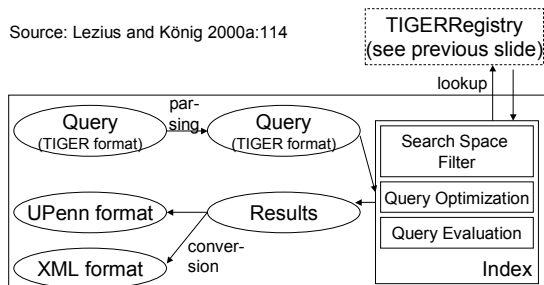 Source: Lezius and König 2000a:114
TIGERRegistry
(see previous slide)
lookup
par-
sing
Query
(TIGER format)
Query
(TIGER format)
Search Space
Filter
Query Optimization
Query Evaluation
Index
UPenn format
Results
conver-
sion
XML format